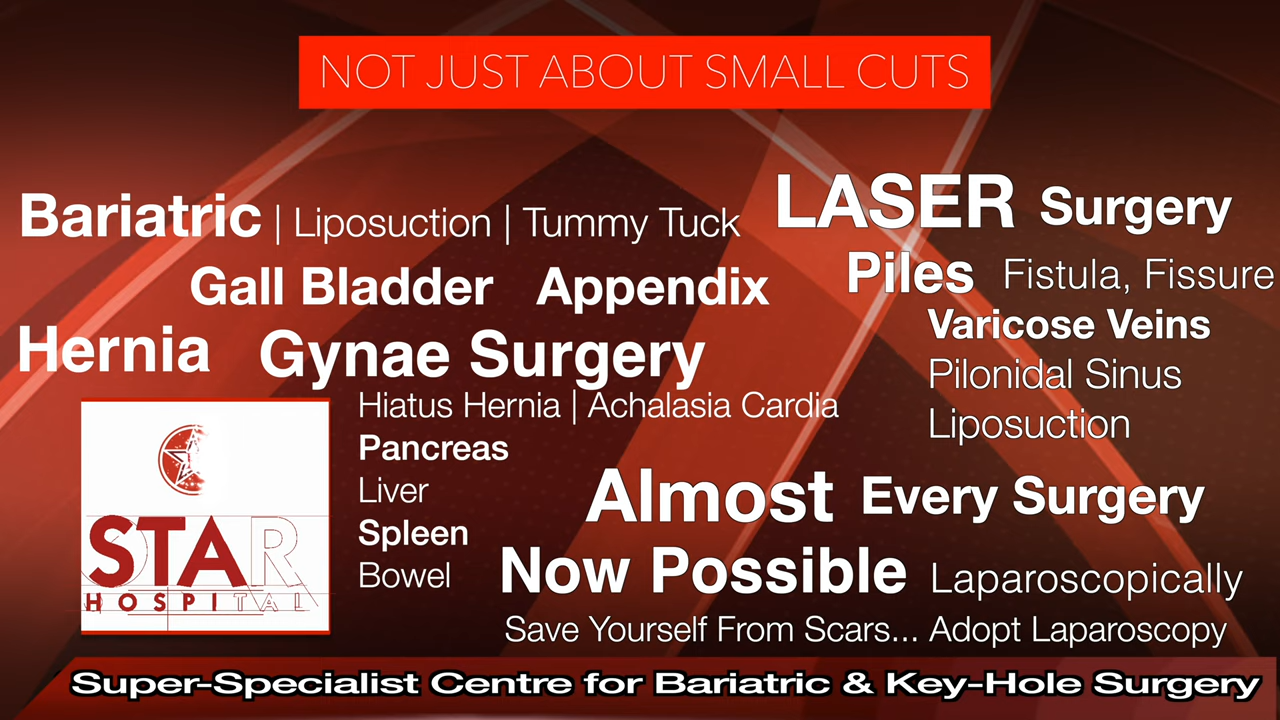 NOT JUST ABOUT SMALL CUTS
Bariatric | Liposuction | Tummy Tuck
Gall Bladder Appendix
Hernia Gynae Surgery
Hiatus Hernia | Achalasia Cardia
Pancreas
Liver
Spleen
Bowel
LASER Surgery
Piles Fistula, Fissure
Varicose Veins
Pilonidal Sinus
Liposuction
Almost Every Surgery
Now Possible Laparoscopically
Save Yourself From Scars... Adopt Laparoscopy
STAR
HOSPITAL
Super-Specialist Centre for Bariatric & Key-Hole Surgery